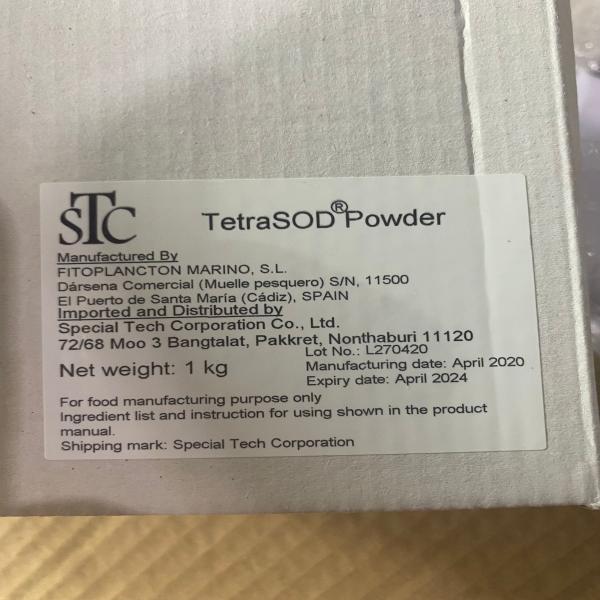 STC
TetraSOD® Powder
Manufactured By
FITOPLANCTON MARINO, S.L.
Dársena Comercial (Muelle pesquero) S/N, 11500
El Puerto de Santa María (Cádiz), SPAIN
Imported and Distributed by
Special Tech Corporation Co., Ltd.
72/68 Moo 3 Bangtalat, Pakkret, Nonthaburi 11120
Lot No.: L270420
Net weight: 1 kg
Manufacturing date: April 2020
Expiry date: April 2024
For food manufacturing purpose only
Ingredient list and instruction for using shown in the product
manual.
Shipping mark: Special Tech Corporation